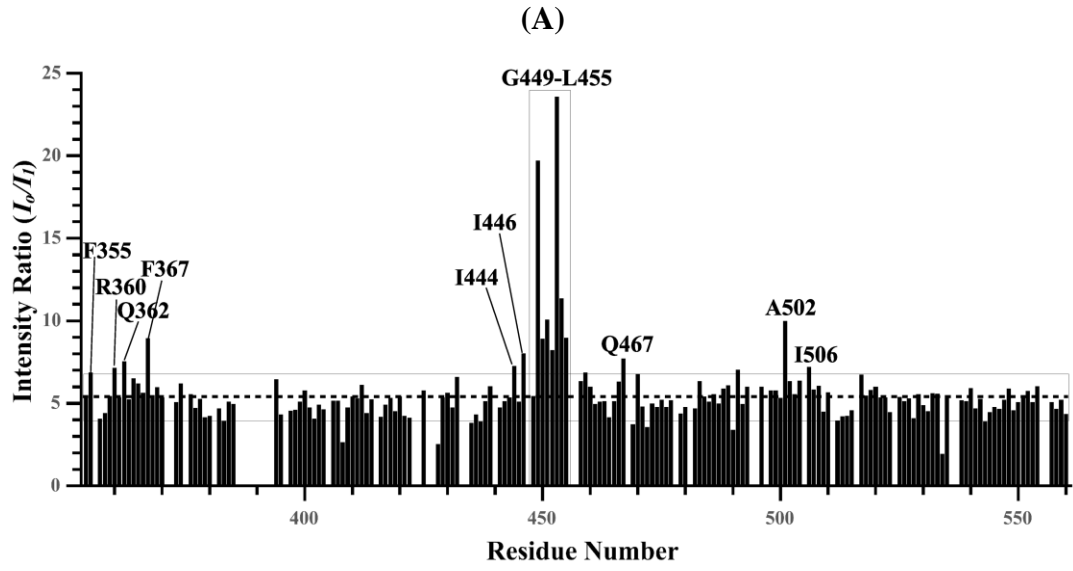 (A)
G449-L455
F355
R360
Q362
F367
I444
I446
Q467
A502
I506
Intensity Ratio (Io/I1)
25
20
15
10
5
0
400
450
500
550
Residue Number